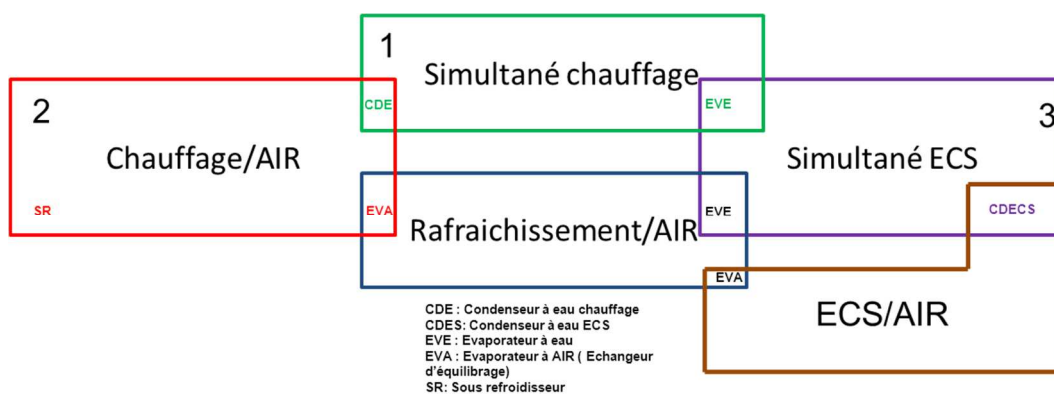 1
Simultané chauffage
CDE
EVE
2
Chauffage/AIR
SR
EVA
3
Simultané ECS
EVE
CDECS
Rafraichissement/AIR
EVA
ECS/AIR
CDE : Condenseur à eau chauffage
CDES: Condenseur à eau ECS
EVE : Evaporateur à eau
EVA : Evaporateur à AIR ( Echangeur
d'équilibrage)
SR: Sous refroidisseur